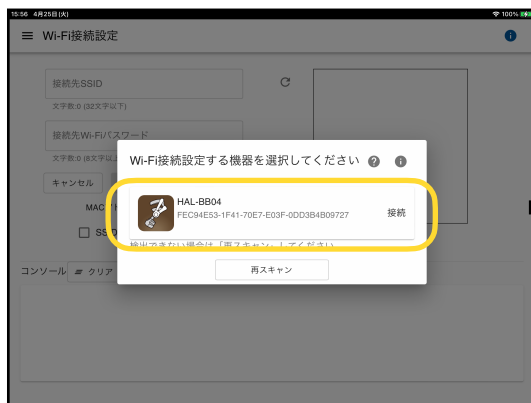 15:56 4月25日(火)
100%
Wi-Fi接続設定
接続先SSID
文字数:0 (32文字以下)
接続先Wi-Fiパスワード
文字数:0 (8文字以上
Wi-Fi接続設定する機器を選択してください
キャンセル
HAL-BB04
FEC94E53-1F41-70E7-E03F-0DD3B4B09727
接続
MAC
SSID
検出できない場合は「再スキャン」してください
コンソール
クリア
再スキャン